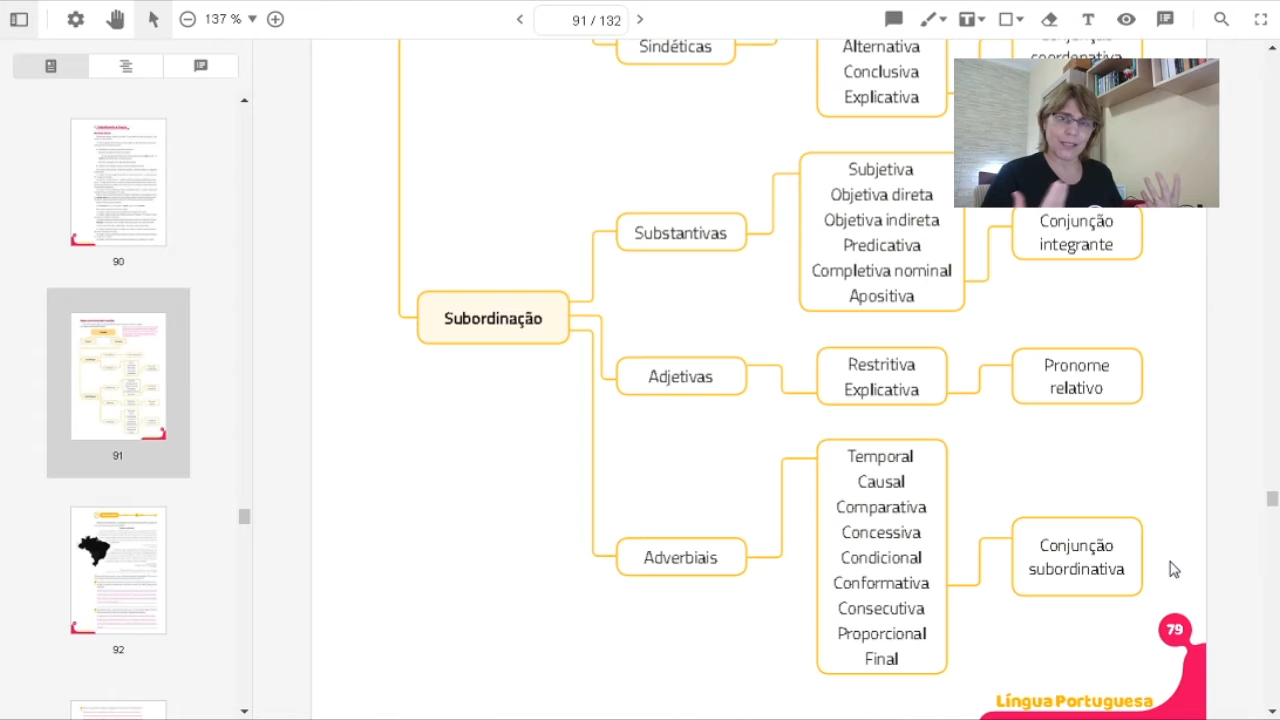 137 %
91 / 132
Sindéticas
Alternativa
Conclusiva
Explicativa
coordenativa
Subordinação
Substantivas
Subjetiva
Objetiva direta
Objetiva indireta
Predicativa
Completiva nominal
Apositiva
Conjunção
integrante
Adjetivas
Restritiva
Explicativa
Pronome
relativo
Adverbiais
Temporal
Causal
Comparativa
Concessiva
Condicional
Conformativa
Consecutiva
Proporcional
Final
Conjunção
subordinativa
79
Língua Portuguesa
90
91
92